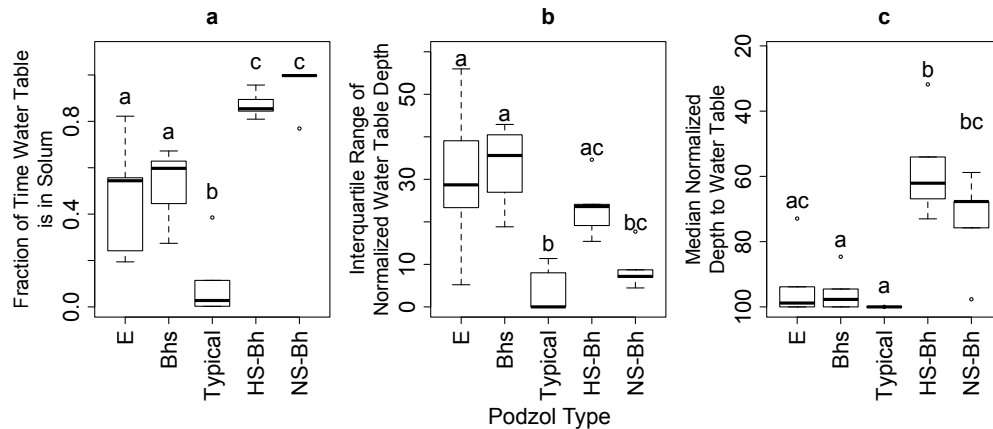 a
Fraction of Time Water Table
is in Solum
0.0
0.4
0.8
a
a
b
c
c
E
Bhs
Typical
HS-Bh
NS-Bh
b
Interquartile Range of
Normalized Water Table Depth
0
10
30
50
a
a
b
ac
bc
E
Bhs
Typical
HS-Bh
NS-Bh
Podzol Type
c
Median Normalized
Depth to Water Table
20
40
60
80
100
ac
a
a
b
bc
E
Bhs
Typical
HS-Bh
NS-Bh